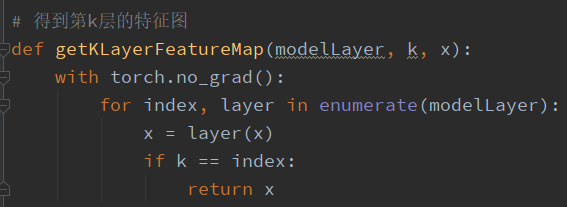 # 得到第k层的特征图
def getKLayerFeatureMap(modelLayer, k, x):
    with torch.no_grad():
        for index, layer in enumerate(modelLayer):
            x = layer(x)
            if k == index:
                return x